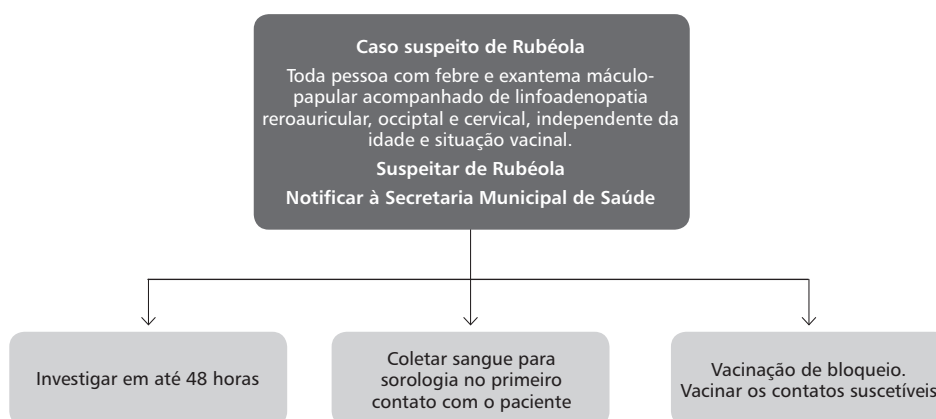 Caso suspeito de Rubéola
Toda pessoa com febre e exantema máculo-
papular acompanhado de linfoadenopatia
reroauricular, occiptal e cervical, independente da
idade e situação vacinal.
Suspeitar de Rubéola
Notificar à Secretaria Municipal de Saúde
Investigar em até 48 horas
Coletar sangue para
sorologia no primeiro
contato com o paciente
Vacinação de bloqueio.
Vacinar os contatos suscetíveis